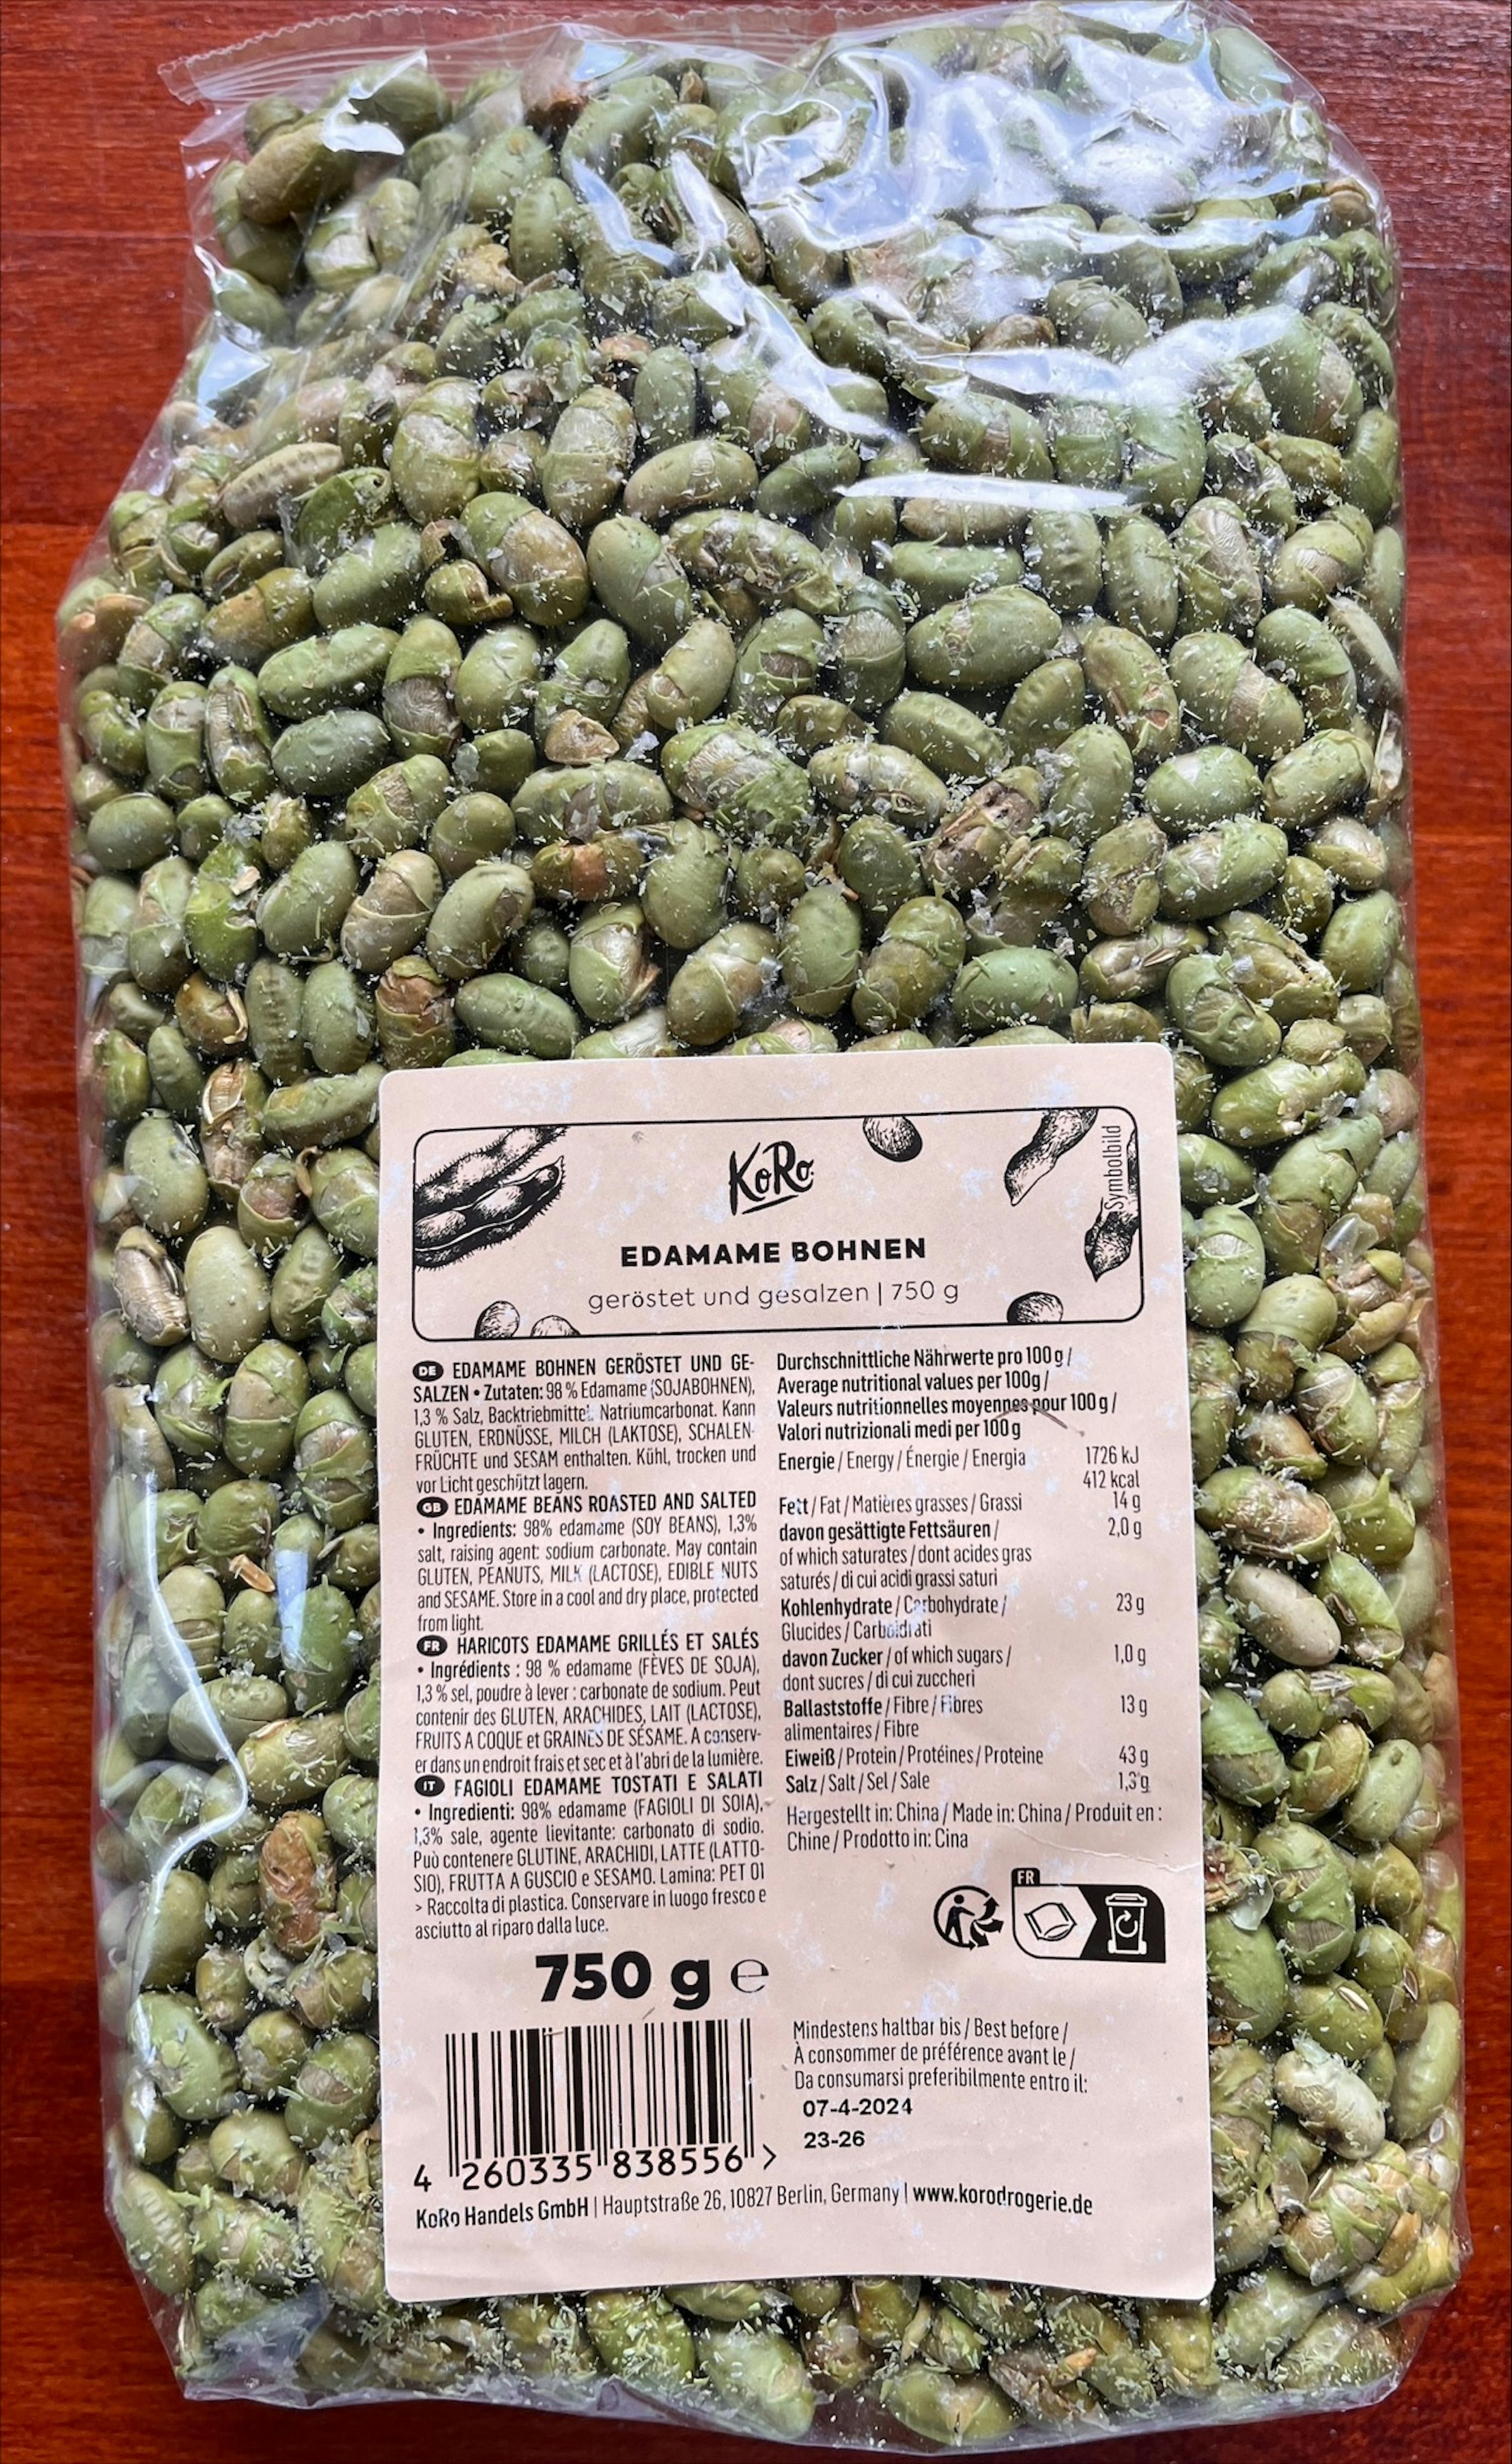 KoRo
Symbolbild
EDAMAME BOHNEN
geröstet und gesalzen | 750 g
DE EDAMAME BOHNEN GERÖSTET UND GE-
SALZEN • Zutaten: 98 % Edamame (SOJABOHNEN),
1,3 % Salz, Backtriebmittel: Natriumcarbonat. Kann
GLUTEN, ERDNÜSSE, MILCH (LAKTOSE), SCHALEN-
FRÜCHTE und SESAM enthalten. Kühl, trocken und
vor Licht geschützt lagern.
GB EDAMAME BEANS ROASTED AND SALTED
• Ingredients: 98% edamame (SOY BEANS), 1,3%
salt, raising agent: sodium carbonate. May contain
GLUTEN, PEANUTS, MILK (LACTOSE), EDIBLE NUTS
and SESAME. Store in a cool and dry place, protected
from light.
FR HARICOTS EDAMAME GRILLÉS ET SALÉS
• Ingrédients : 98 % edamame (FÈVES DE SOJA),
1,3 % sel, poudre à lever : carbonate de sodium. Peut
contenir des GLUTEN, ARACHIDES, LAIT (LACTOSE),
FRUITS A COQUE et GRAINES DE SÉSAME. A conserv-
er dans un endroit frais et sec et à l'abri de la lumière.
IT FAGIOLI EDAMAME TOSTATI E SALATI
• Ingredienti: 98% edamame (FAGIOLI DI SOIA),
1,3% sale, agente lievitante: carbonato di sodio.
Può contenere GLUTINE, ARACHIDI, LATTE (LATTO-
SIO), FRUTTA A GUSCIO e SESAMO. Lamina: PET 01
> Raccolta di plastica. Conservare in luogo fresco e
asciutto al riparo dalla luce.
Durchschnittliche Nährwerte pro 100 g /
Average nutritional values per 100g /
Valeurs nutritionnelles moyennes pour 100 g /
Valori nutrizionali medi per 100 g
Energie / Energy / Énergie / Energia 1726 kJ
412 kcal
Fett / Fat / Matières grasses / Grassi 14 g
davon gesättigte Fettsäuren / 2,0 g
of which saturates / dont acides gras
saturés / di cui acidi grassi saturi
Kohlenhydrate / Carbohydrate / 23 g
Glucides / Carboidrati
davon Zucker / of which sugars / 1,0 g
dont sucres / di cui zuccheri
Ballaststoffe / Fibre / Fibres 13 g
alimentaires / Fibre
Eiweiß / Protein / Protéines / Proteine 43 g
Salz / Salt / Sel / Sale 1,3 g
Hergestellt in: China / Made in: China / Produit en :
Chine / Prodotto in: Cina
FR
750 g e
Mindestens haltbar bis / Best before /
À consommer de préférence avant le /
Da consumarsi preferibilmente entro il:
07-4-2024
23-26
4 260335 838556 >
KoRo Handels GmbH | Hauptstraße 26, 10827 Berlin, Germany | www.korodrogerie.de